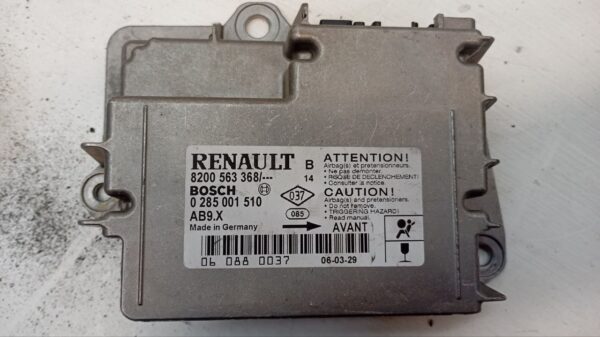 RENAULT B
8200 563 368/--- 14
BOSCH
0 285 001 510
037
AB9.X
085
Made in Germany
AVANT
06 088 0037
06-03-29
ATTENTION!
Airbag(s) et pretensionneurs.
• Ne pas demonter.
• (RISQUE DE DECLENCHEMENT)
• Consulter la notice.
CAUTION!
Airbag(s) and pretensioners.
• Do not remove.
• (TRIGGERING HAZARD)
• Read manual.